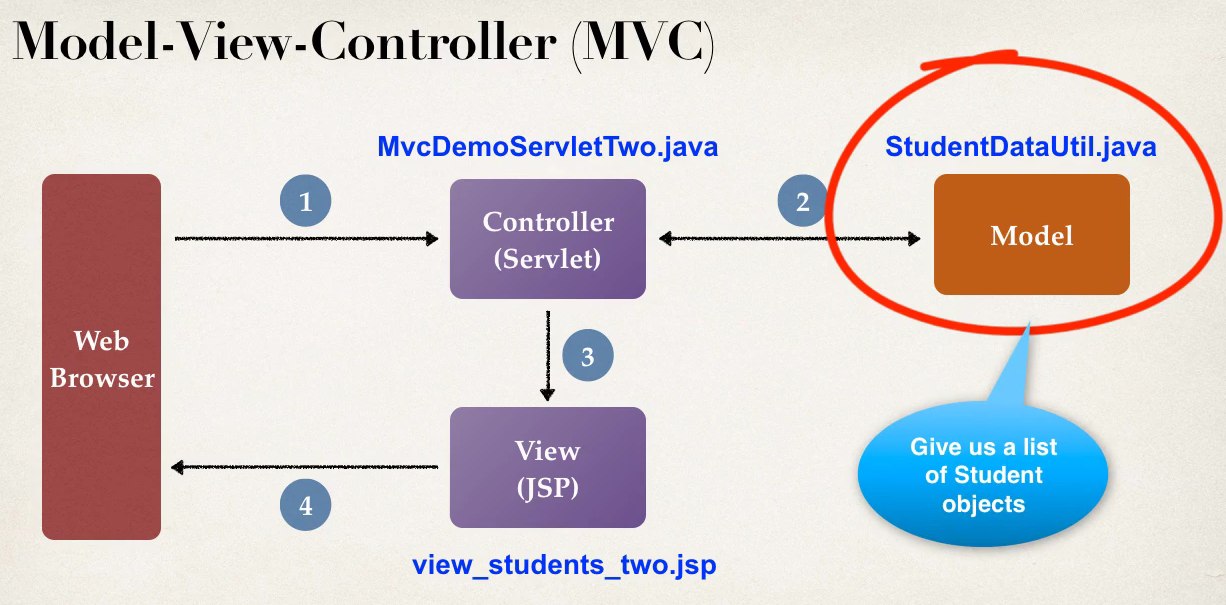 Model-View-Controller (MVC)
MvcDemoServletTwo.java
StudentDataUtil.java
1
2
Controller
(Servlet)
Model
Web
Browser
3
View
(JSP)
4
Give us a list
of Student
objects
view_students_two.jsp